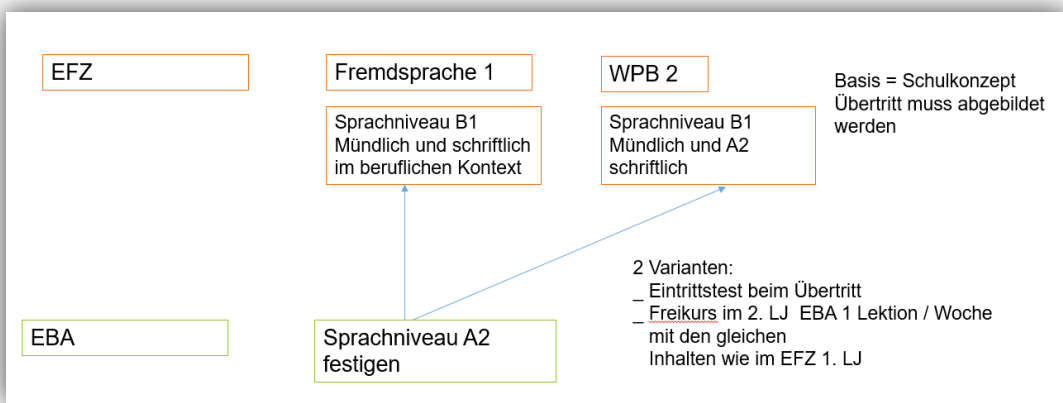 EFZ
Fremdsprache 1
WPB 2
Basis = Schulkonzept
Übertritt muss abgebildet
werden
Sprachniveau B1
Mündlich und schriftlich
im beruflichen Kontext
Sprachniveau B1
Mündlich und A2
schriftlich
2 Varianten:
_ Eintrittstest beim Übertritt
_ Freikurs im 2. LJ EBA 1 Lektion / Woche
mit den gleichen
Inhalten wie im EFZ 1. LJ
EBA
Sprachniveau A2
festigen